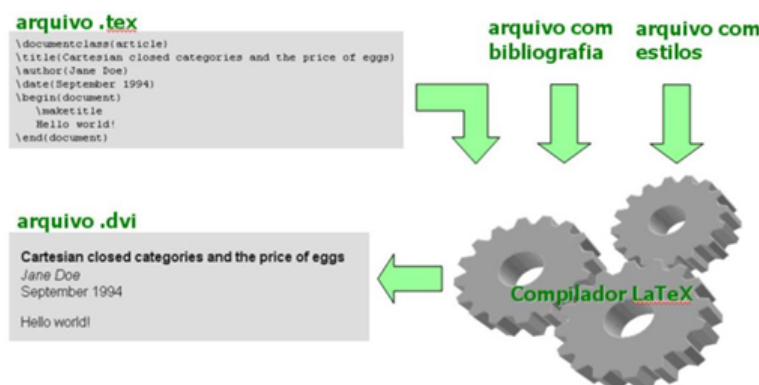 arquivo .tex
\documentclass(article)
\title(Cartesian closed categories and the price of eggs)
\author(Jane Doe)
\date(September 1994)
\begin(document)
\maketitle
Hello world!
\end(document)
arquivo com
bibliografia
arquivo com
estilos
arquivo .dvi
Cartesian closed categories and the price of eggs
Jane Doe
September 1994
Hello world!
Compilador LaTeX